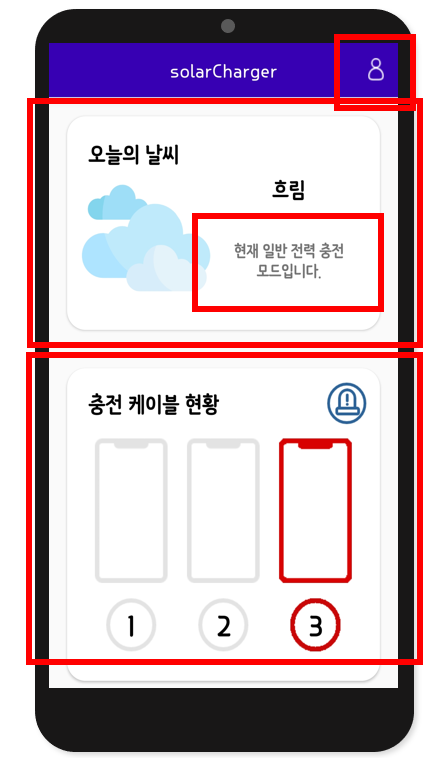 solarCharger
오늘의 날씨
흐림
현재 일반 전력 충전
모드입니다.
충전 케이블 현황
1 2 3